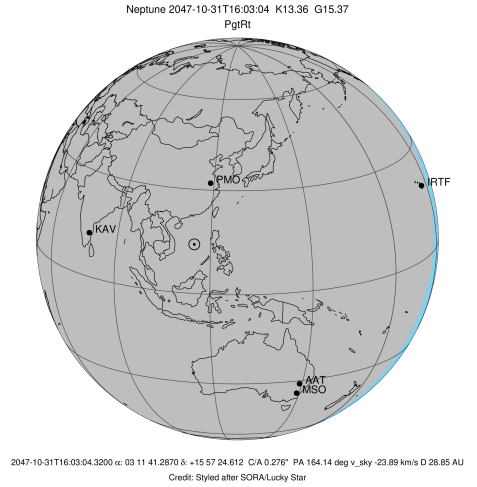 Neptune 2047-10-31T16:03:04 K13.36 G15.37
PgtRt
PMO
IRTF
KAV
AAT
MSO
2047-10-31T16:03:04.3200 α: 03 11 41.2870 δ: +15 57 24.612 C/A 0.276" PA 164.14 deg v_sky -23.89 km/s D 28.85 AU
Credit: Styled after SORA/Lucky Star